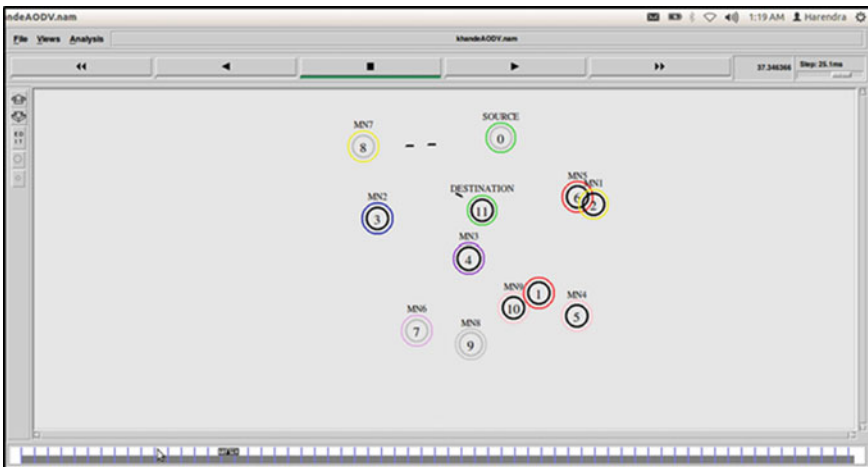 ndeAODV.nam
1:19 AM Harendra
File Views Analysis
khandeAODV.nam
37.346366
Step: 25.1ms
SOURCE
0
MN7
8
MN5
6
MN1
2
MN2
3
DESTINATION
11
MN3
4
MN9
10
1
MN4
5
MN6
7
MN8
9